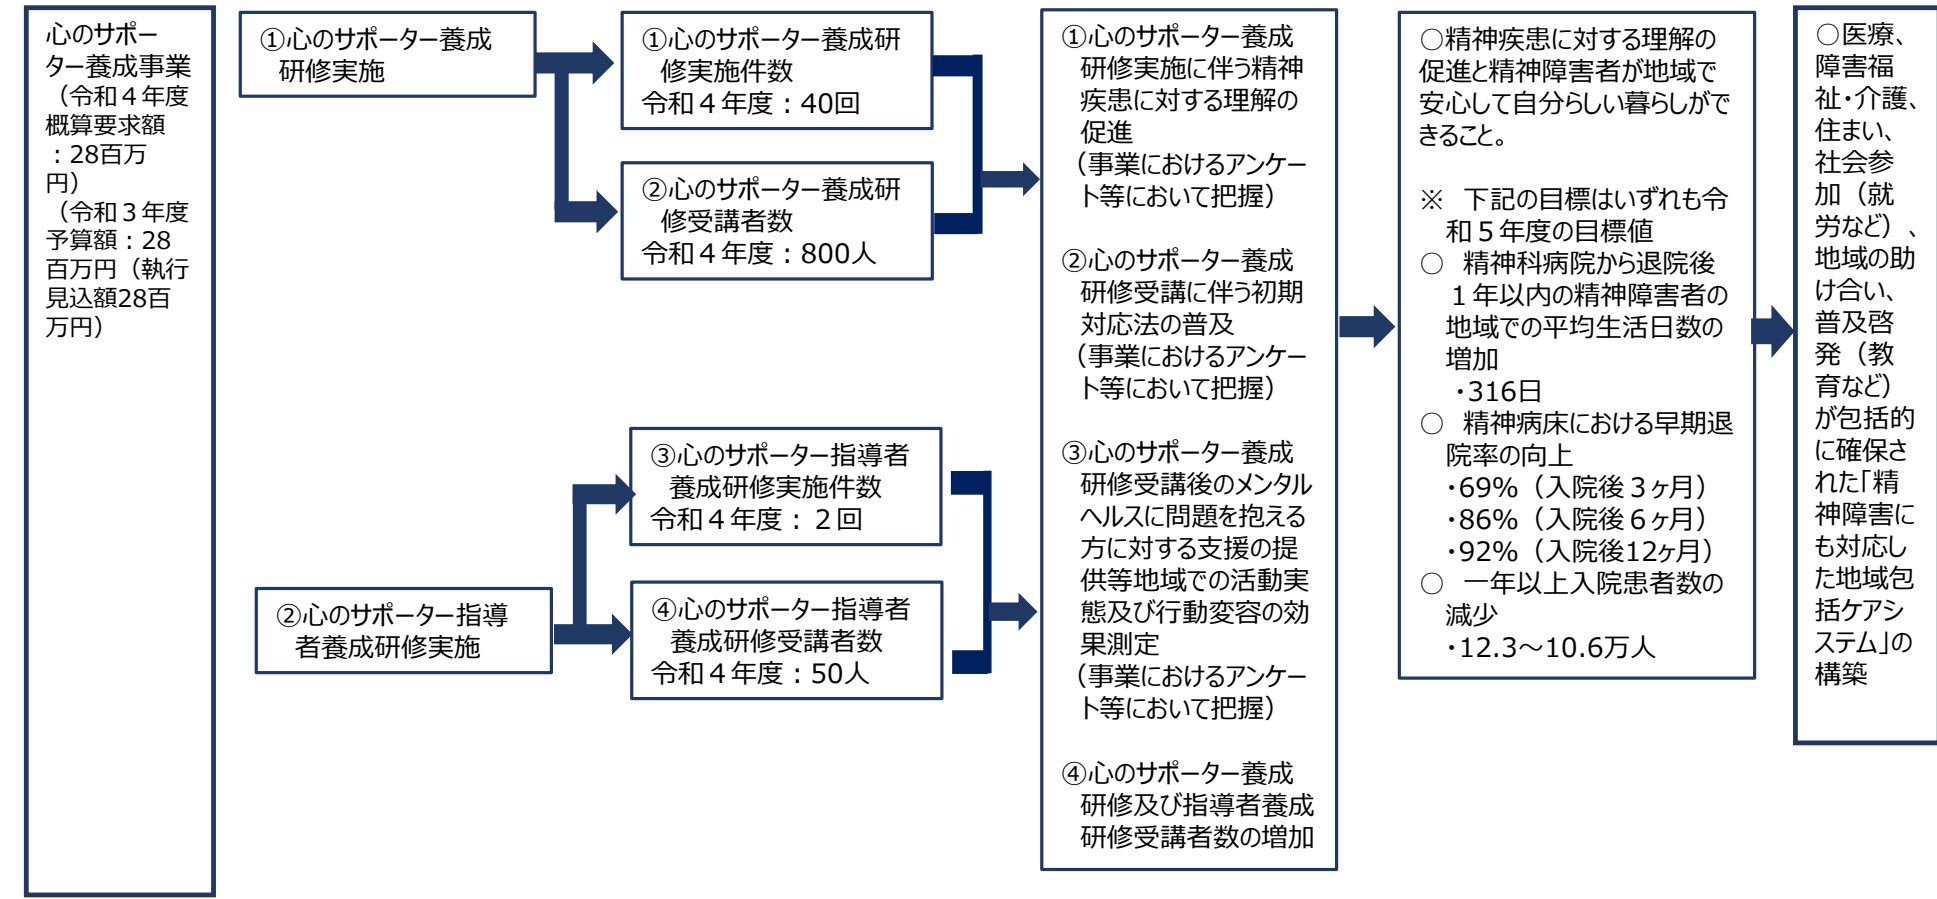 心のサポー
ター養成事業
（令和４年度
概算要求額
：28百万
円）
（令和３年度
予算額：28
百万円（執行
見込額28百
万円）
①心のサポーター養成
研修実施
②心のサポーター指導
者養成研修実施
①心のサポーター養成研
修実施件数
令和４年度：40回
②心のサポーター養成研
修受講者数
令和４年度：800人
③心のサポーター指導者
養成研修実施件数
令和４年度：２回
④心のサポーター指導者
養成研修受講者数
令和４年度：50人
①心のサポーター養成
研修実施に伴う精神
疾患に対する理解の
促進
（事業におけるアンケー
ト等において把握）
②心のサポーター養成
研修受講に伴う初期
対応法の普及
（事業におけるアンケー
ト等において把握）
③心のサポーター養成
研修受講後のメンタル
ヘルスに問題を抱える
方に対する支援の提
供等地域での活動実
態及び行動変容の効
果測定
（事業におけるアンケー
ト等において把握）
④心のサポーター養成
研修及び指導者養成
研修受講者数の増加
○精神疾患に対する理解の
促進と精神障害者が地域で
安心して自分らしい暮らしがで
きること。
※　下記の目標はいずれも令
和５年度の目標値
○　精神科病院から退院後
１年以内の精神障害者の
地域での平均生活日数の
増加
・316日
○　精神病床における早期退
院率の向上
・69%（入院後３ヶ月）
・86%（入院後６ヶ月）
・92%（入院後12ヶ月）
○　一年以上入院患者数の
減少
・12.3～10.6万人
○医療、
障害福
祉・介護、
住まい、
社会参
加（就
労など）、
地域の助
け合い、
普及啓
発（教
育など）
が包括的
に確保さ
れた「精
神障害に
も対応し
た地域包
括ケアシ
ステム」の
構築